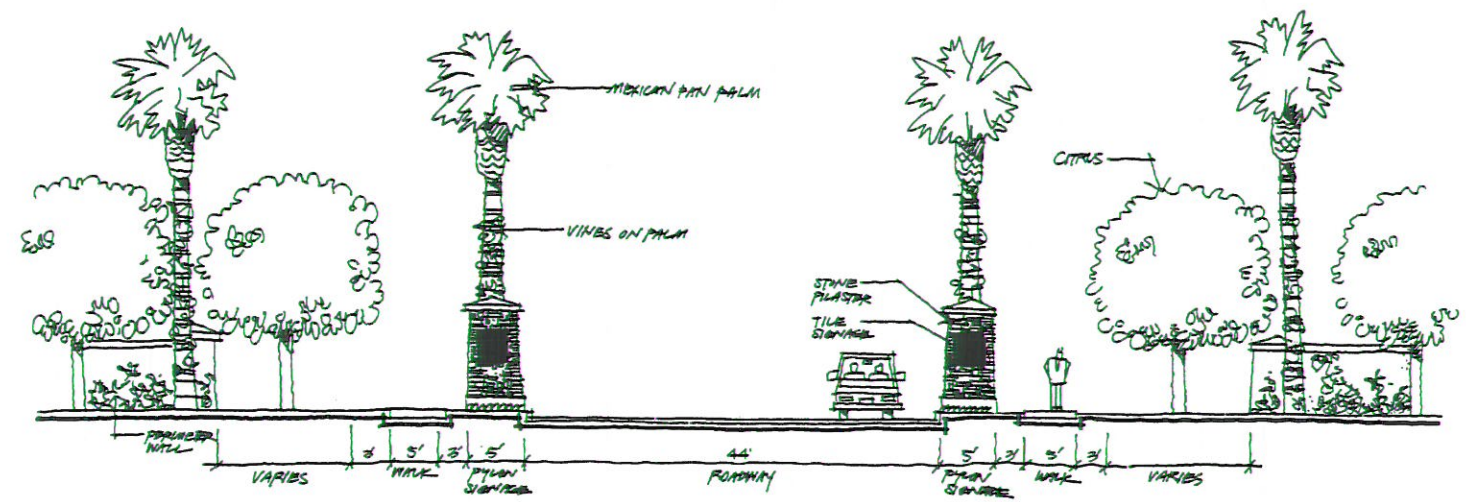 MEXICAN FAN PALM
CITRUS
VINES ON PALM
STONE
PILASTER
TILE
SIGNAGE
PERIMETER
WALL
VARIES
3'
5'
WALK
3'
5'
PYLON
SIGNAGE
44'
ROADWAY
5'
PYLON
SIGNAGE
3'
5'
WALK
3'
VARIES